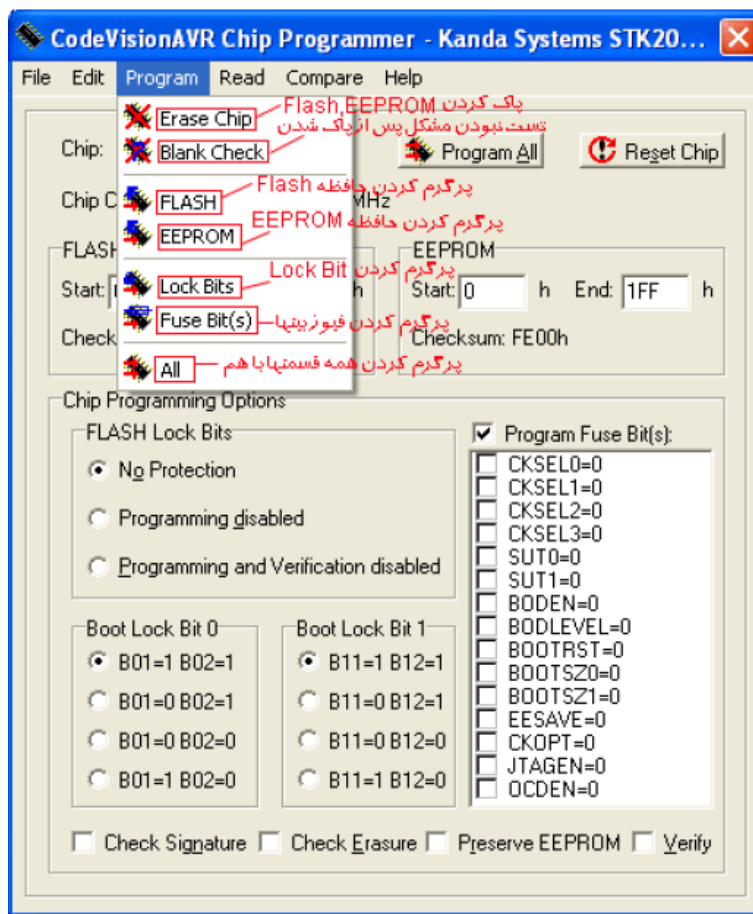 CodeVisionAVR Chip Programmer - Kanda Systems STK20...
File Edit Program Read Compare Help
Erase Chip پاک کردن Flash,EEPROM
Blank Check تست نبودن مشکل پس از پاک شدن
FLASH پرگرم کردن حافظه Flash
EEPROM پرگرم کردن حافظه EEPROM
Lock Bits پرگرم کردن Lock Bit
Fuse Bit(s) پرگرم کردن فیوزبیتها
All پرگرم کردن همه قسمتها با هم
Chip:
Program All
Reset Chip
Chip C
MHz
FLASH
Start:
h
Check
EEPROM
Start: 0 h End: 1FF h
Checksum: FE00h
Chip Programming Options
FLASH Lock Bits
No Protection
Programming disabled
Programming and Verification disabled
Boot Lock Bit 0
B01=1 B02=1
B01=0 B02=1
B01=0 B02=0
B01=1 B02=0
Boot Lock Bit 1
B11=1 B12=1
B11=0 B12=1
B11=0 B12=0
B11=1 B12=0
Program Fuse Bit(s):
CKSEL0=0
CKSEL1=0
CKSEL2=0
CKSEL3=0
SUT0=0
SUT1=0
BODEN=0
BODLEVEL=0
BOOTRST=0
BOOTSZ0=0
BOOTSZ1=0
EESAVE=0
CKOPT=0
JTAGEN=0
OCDEN=0
Check Signature Check Erasure Preserve EEPROM Verify